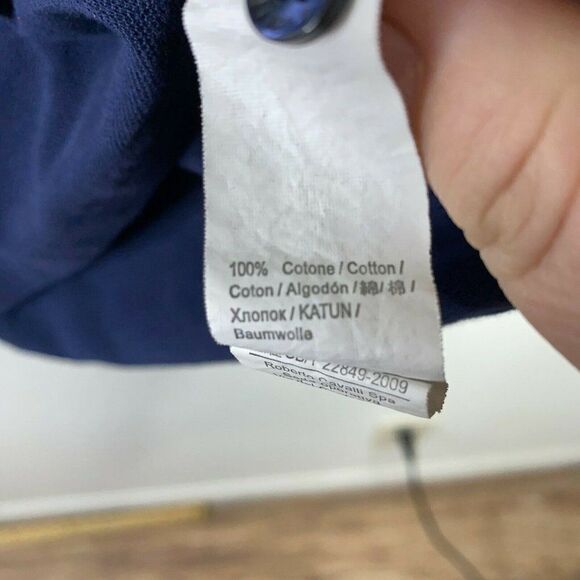 100% Cotone / Cotton /
Coton / Algodón / 綿 / 棉 /
Хлопок / KATUN /
Baumwolle
22849-2009
Roberto Cavalli Spa